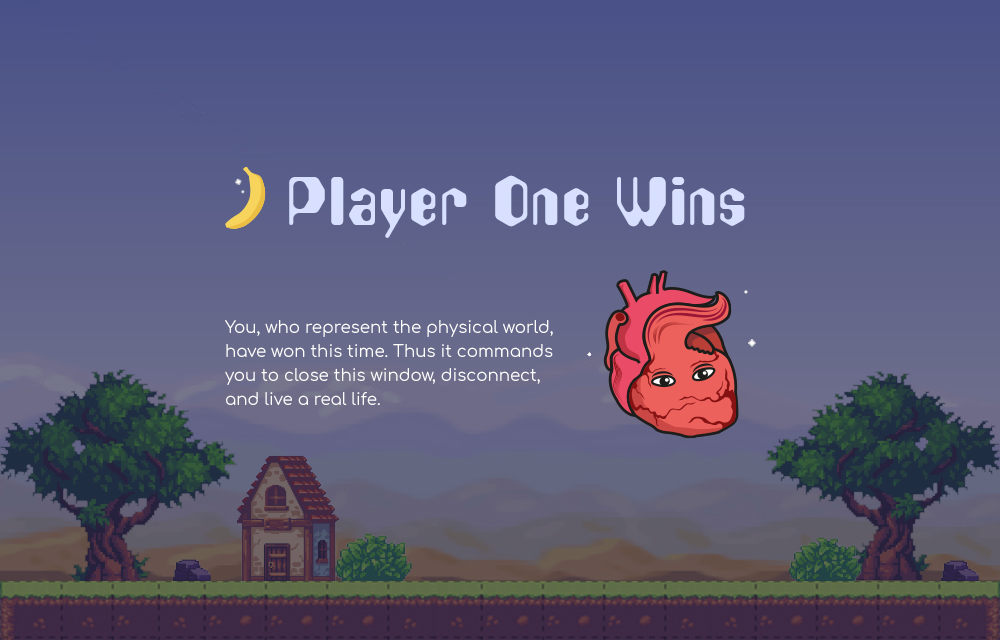 Player One Wins
You, who represent the physical world,
have won this time. Thus it commands
you to close this window, disconnect,
and live a real life.